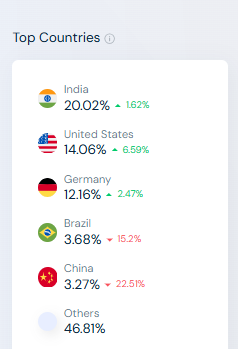 Top Countries
India
20.02% 1.62%
United States
14.06% 6.59%
Germany
12.16% 2.47%
Brazil
3.68% 15.2%
China
3.27% 22.51%
Others
46.81%